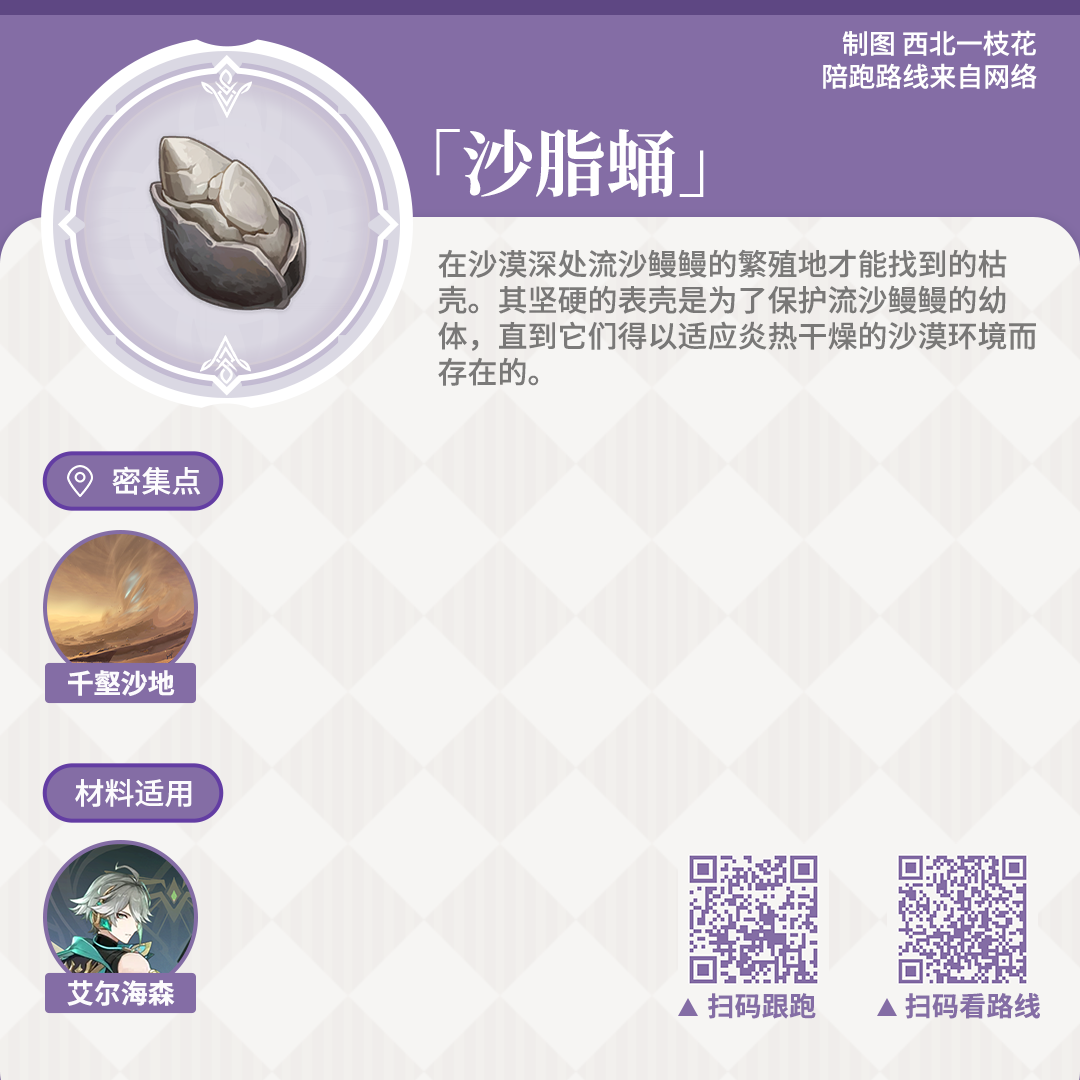 制图 西北一枝花
陪跑路线来自网络
「沙脂蛹」
在沙漠深处流沙鳗鳗的繁殖地才能找到的枯
壳。其坚硬的表壳是为了保护流沙鳗鳗的幼
体，直到它们得以适应炎热干燥的沙漠环境而
存在的。
密集点
千壑沙地
材料适用
艾尔海森
▲ 扫码跟跑
▲ 扫码看路线